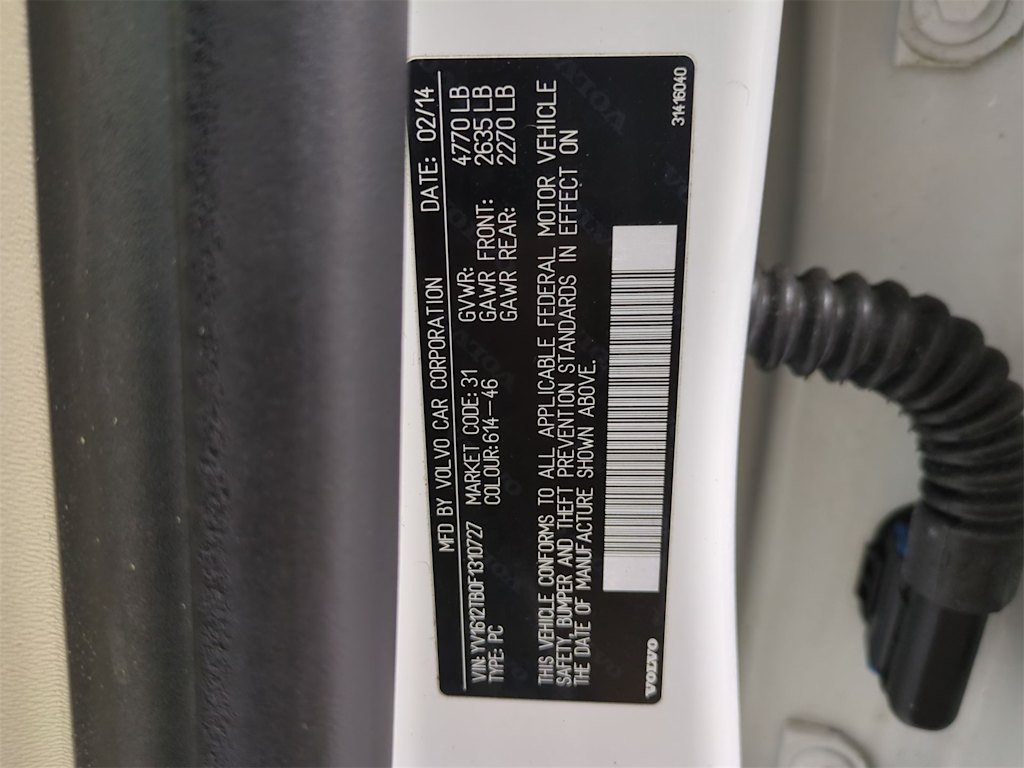 MFD BY VOLVO CAR CORPORATION DATE: 02/14
VIN: YV1612TB0F1310727 MARKET CODE: 31 GVWR: 4770 LB
TYPE: PC COLOUR: 614-46 GAWR FRONT: 2635 LB
GAWR REAR: 2270 LB
THIS VEHICLE CONFORMS TO ALL APPLICABLE FEDERAL MOTOR VEHICLE
SAFETY, BUMPER AND THEFT PREVENTION STANDARDS IN EFFECT ON
THE DATE OF MANUFACTURE SHOWN ABOVE.
VOLVO 31416040